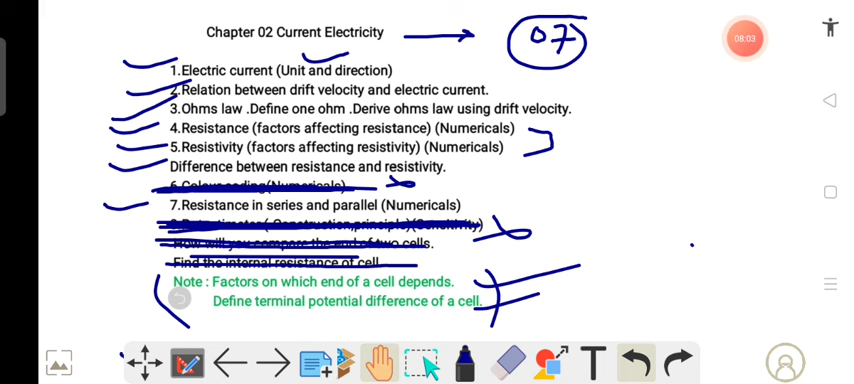 Chapter 02 Current Electricity
07
08:03
1.Electric current (Unit and direction)
2.Relation between drift velocity and electric current.
3.Ohms law .Define one ohm .Derive ohms law using drift velocity.
4.Resistance (factors affecting resistance) (Numericals)
5.Resistivity (factors affecting resistivity) (Numericals)
Difference between resistance and resistivity.
6.Colour coding(Numericals)
7.Resistance in series and parallel (Numericals)
How will you compare the emf of two cells.
Find the internal resistance of cell
Note : Factors on which end of a cell depends.
Define terminal potential difference of a cell.
T